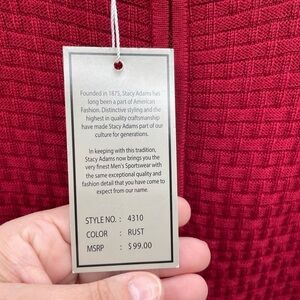 Founded in 1875, Stacy Adams has
long been a part of American
Fashion. Distinctive styling and the
highest in quality craftsmanship
have made Stacy Adams part of our
culture for generations.
In keeping with this tradition,
Stacy Adams now brings you the
very finest Men's Sportswear with
the same exceptional quality and
fashion detail that you have come to
expect from our name.
STYLE NO. : 4310
COLOR : RUST
MSRP : $99.00